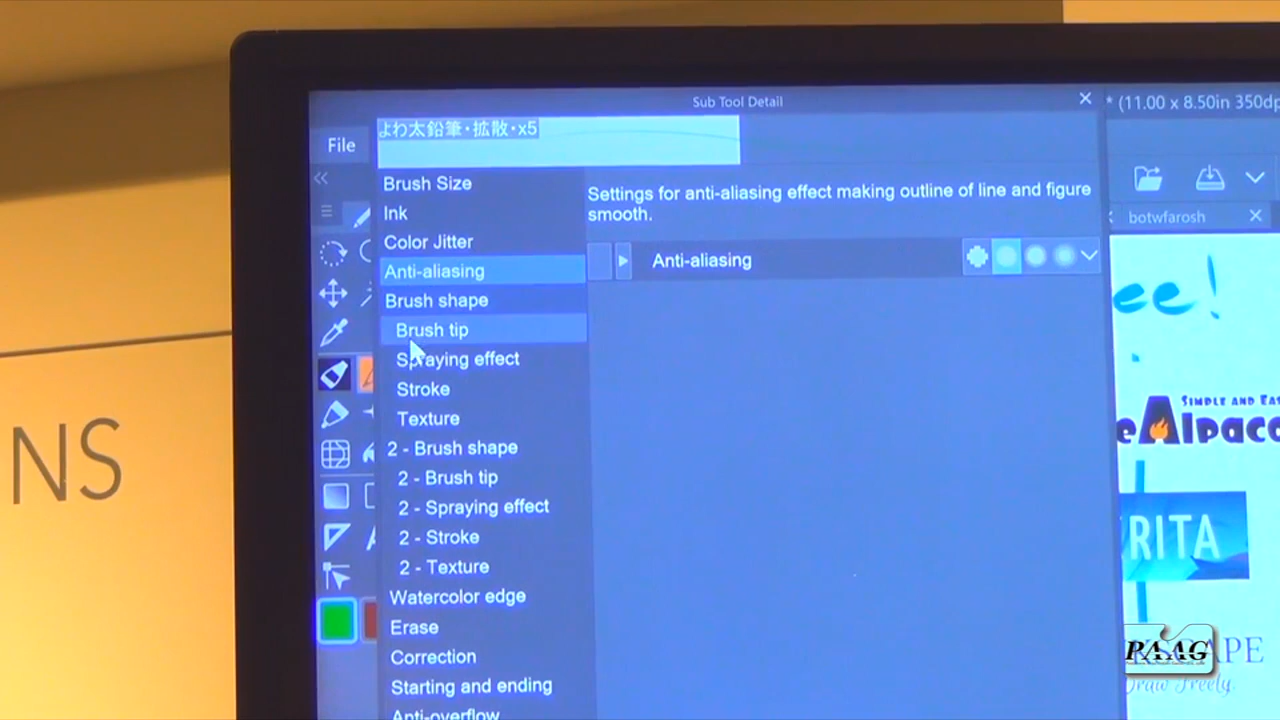 Sub Tool Detail
* (11.00 x 8.50in 350dp
File
よわ太鉛筆・拡散・x5
Brush Size
Ink
Color Jitter
Anti-aliasing
Brush shape
Brush tip
Spraying effect
Stroke
Texture
2 - Brush shape
2 - Brush tip
2 - Spraying effect
2 - Stroke
2 - Texture
Watercolor edge
Erase
Correction
Starting and ending
Anti-overflow
Settings for anti-aliasing effect making outline of line and figure
smooth.
Anti-aliasing
botwfarosh
ee!
SIMPLE AND EAS
eAlpaca
RITA
APE
Draw Freely.
PAAG
NS